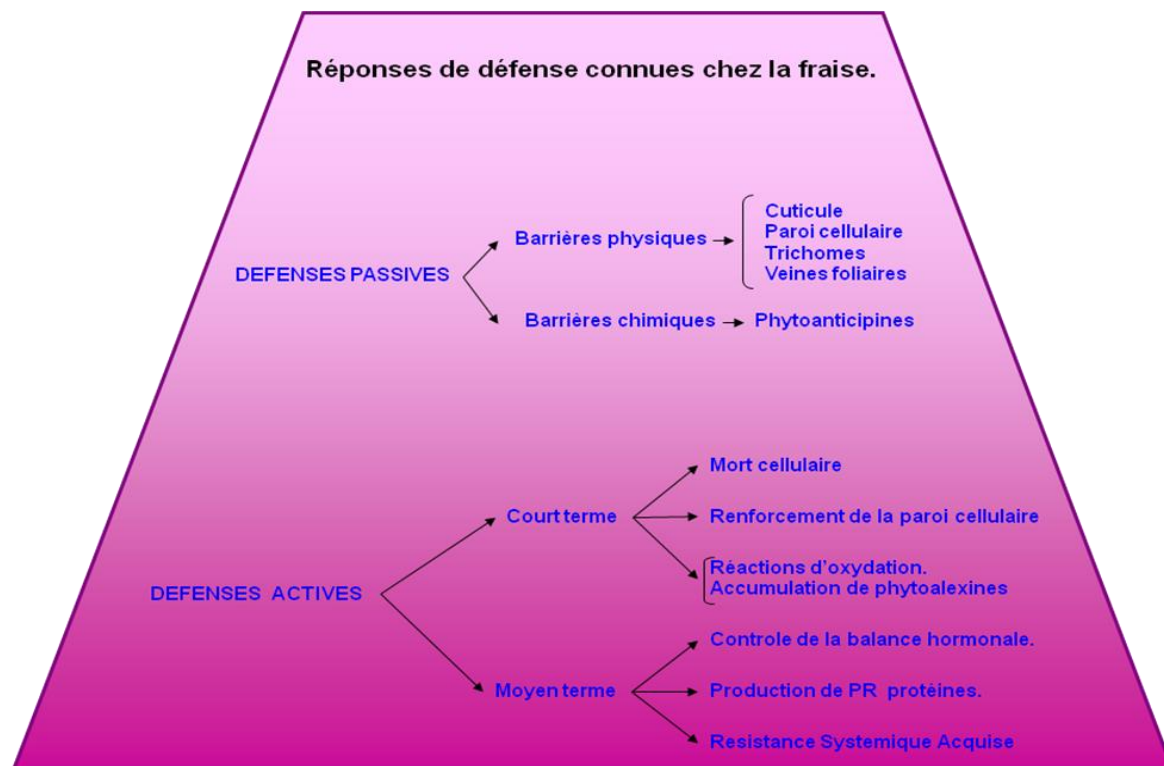 Réponses de défense connues chez la fraise.
DEFENSES PASSIVES
Barrières physiques
Cuticule
Paroi cellulaire
Trichomes
Veines foliaires
Barrières chimiques
Phytoanticipines
DEFENSES ACTIVES
Court terme
Mort cellulaire
Renforcement de la paroi cellulaire
Réactions d'oxydation.
Accumulation de phytoalexines
Moyen terme
Controle de la balance hormonale.
Production de PR protéines.
Resistance Systemique Acquise